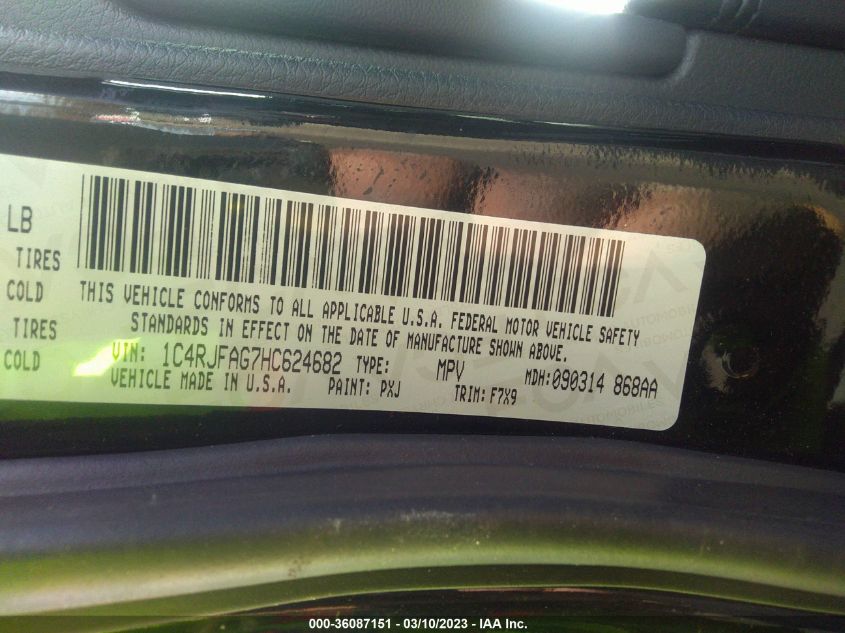 LB
TIRES
COLD
TIRES
COLD
THIS VEHICLE CONFORMS TO ALL APPLICABLE U.S.A. FEDERAL MOTOR VEHICLE SAFETY
STANDARDS IN EFFECT ON THE DATE OF MANUFACTURE SHOWN ABOVE.
VIN: 1C4RJFAG7HC624682 TYPE: MPV MDH:090314 868AA
VEHICLE MADE IN U.S.A. PAINT: PXJ TRIM: F7X9
000-36087151 — 03/10/2023 — IAA Inc.